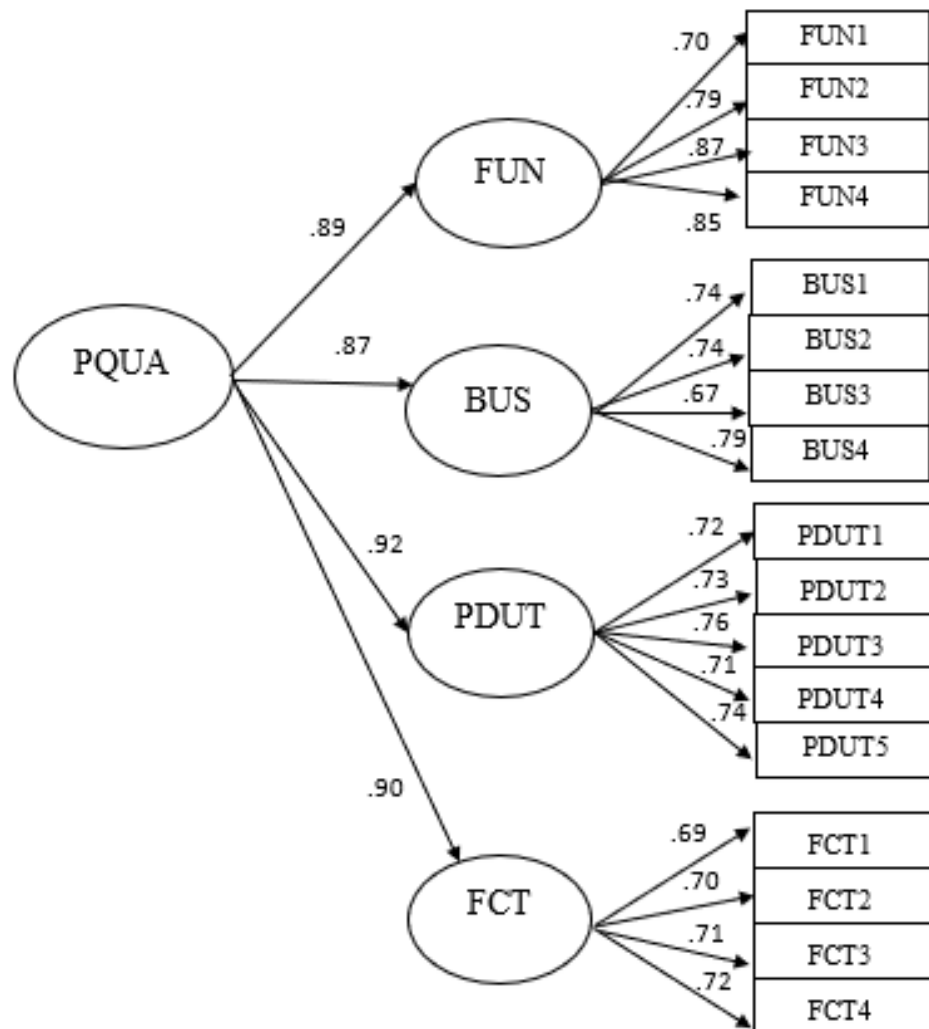 PQUA
.89
.87
.92
.90
FUN
.70
.79
.87
.85
FUN1
FUN2
FUN3
FUN4
BUS
.74
.74
.67
.79
BUS1
BUS2
BUS3
BUS4
PDUT
.72
.73
.76
.71
.74
PDUT1
PDUT2
PDUT3
PDUT4
PDUT5
FCT
.69
.70
.71
.72
FCT1
FCT2
FCT3
FCT4